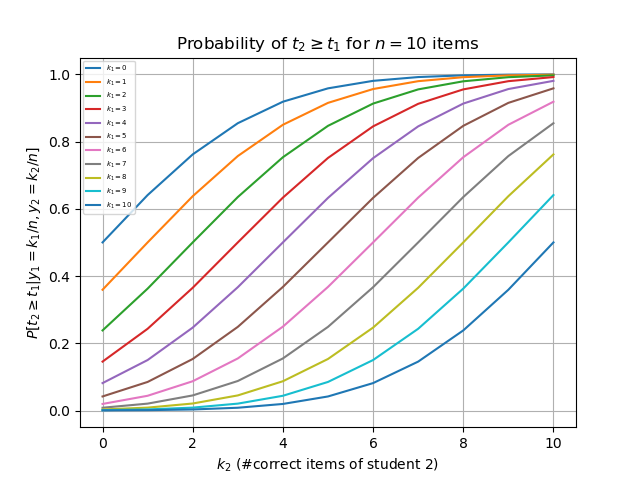 Probability of t₂ ≥ t₁ for n = 10 items
P[t₂ ≥ t₁|y₁ = k₁/n, y₂ = k₂/n]
1.0
0.8
0.6
0.4
0.2
0.0
k₁ = 0
k₁ = 1
k₁ = 2
k₁ = 3
k₁ = 4
k₁ = 5
k₁ = 6
k₁ = 7
k₁ = 8
k₁ = 9
k₁ = 10
0 2 4 6 8 10
k₂ (#correct items of student 2)